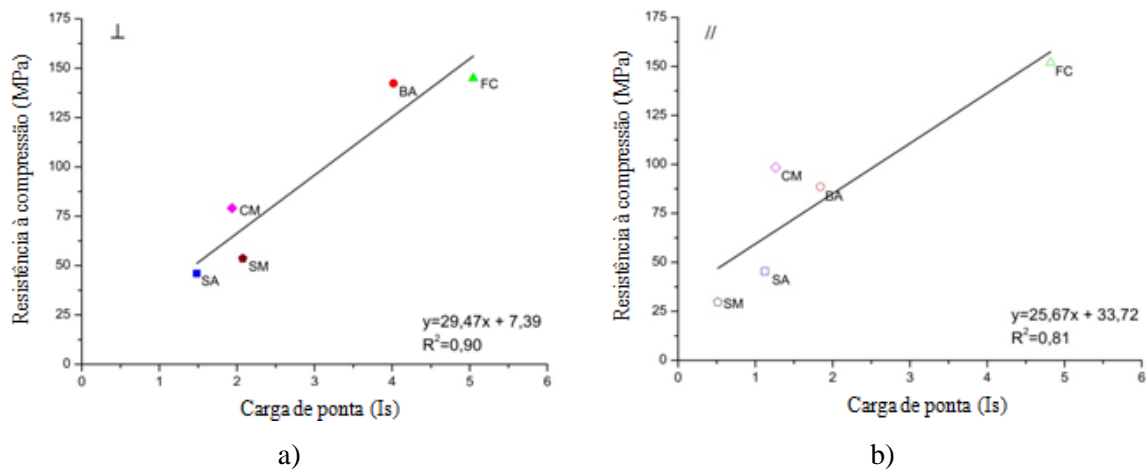 ⊥
Resistência à compressão (MPa)
175
150
125
100
75
50
25
0
BA
FC
CM
SM
SA
y=29,47x + 7,39
R²=0,90
0 1 2 3 4 5 6
Carga de ponta (Is)
a)
//
Resistência à compressão (MPa)
175
150
125
100
75
50
25
0
FC
CM
BA
SA
SM
y=25,67x + 33,72
R²=0,81
0 1 2 3 4 5 6
Carga de ponta (Is)
b)